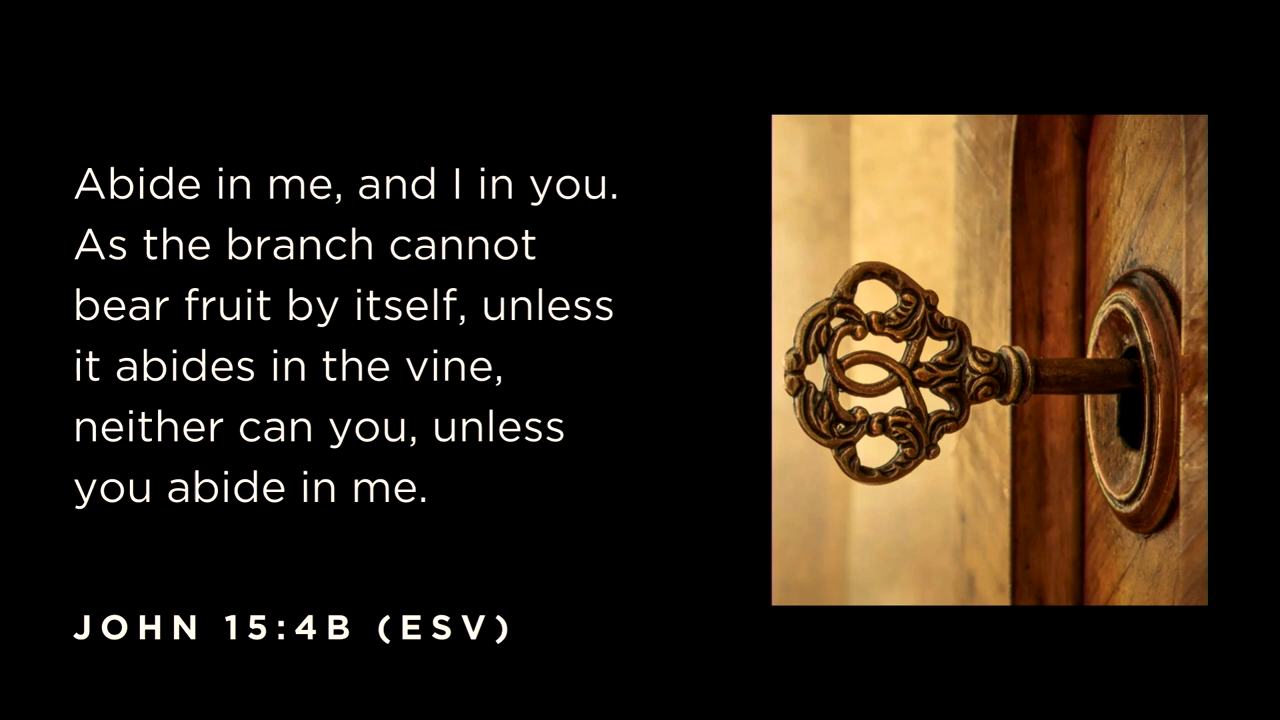 Abide in me, and I in you.
As the branch cannot
bear fruit by itself, unless
it abides in the vine,
neither can you, unless
you abide in me.
JOHN 15:4B (ESV)